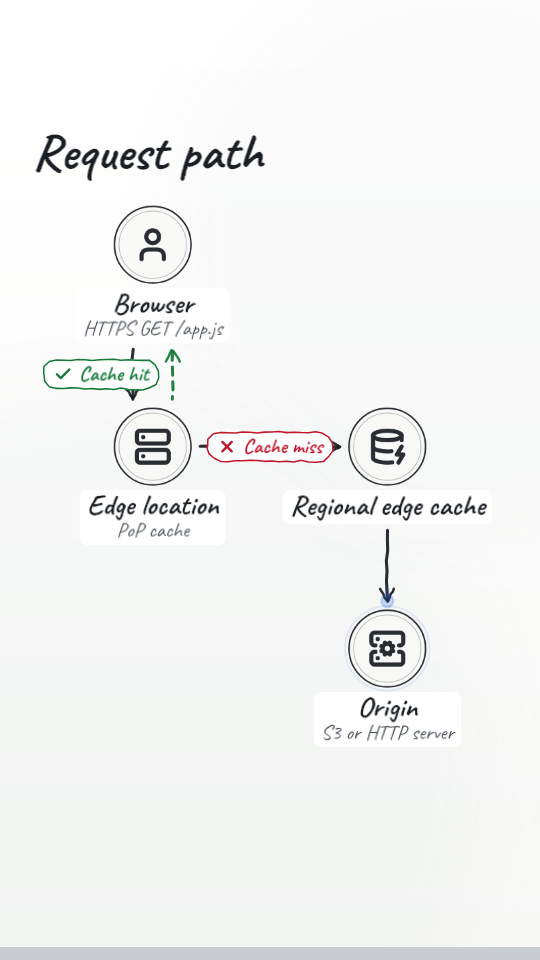 Request path
Browser
HTTPS GET /app.js
Cache hit
Cache miss
Edge location
PoP cache
Regional edge cache
Origin
S3 or HTTP server